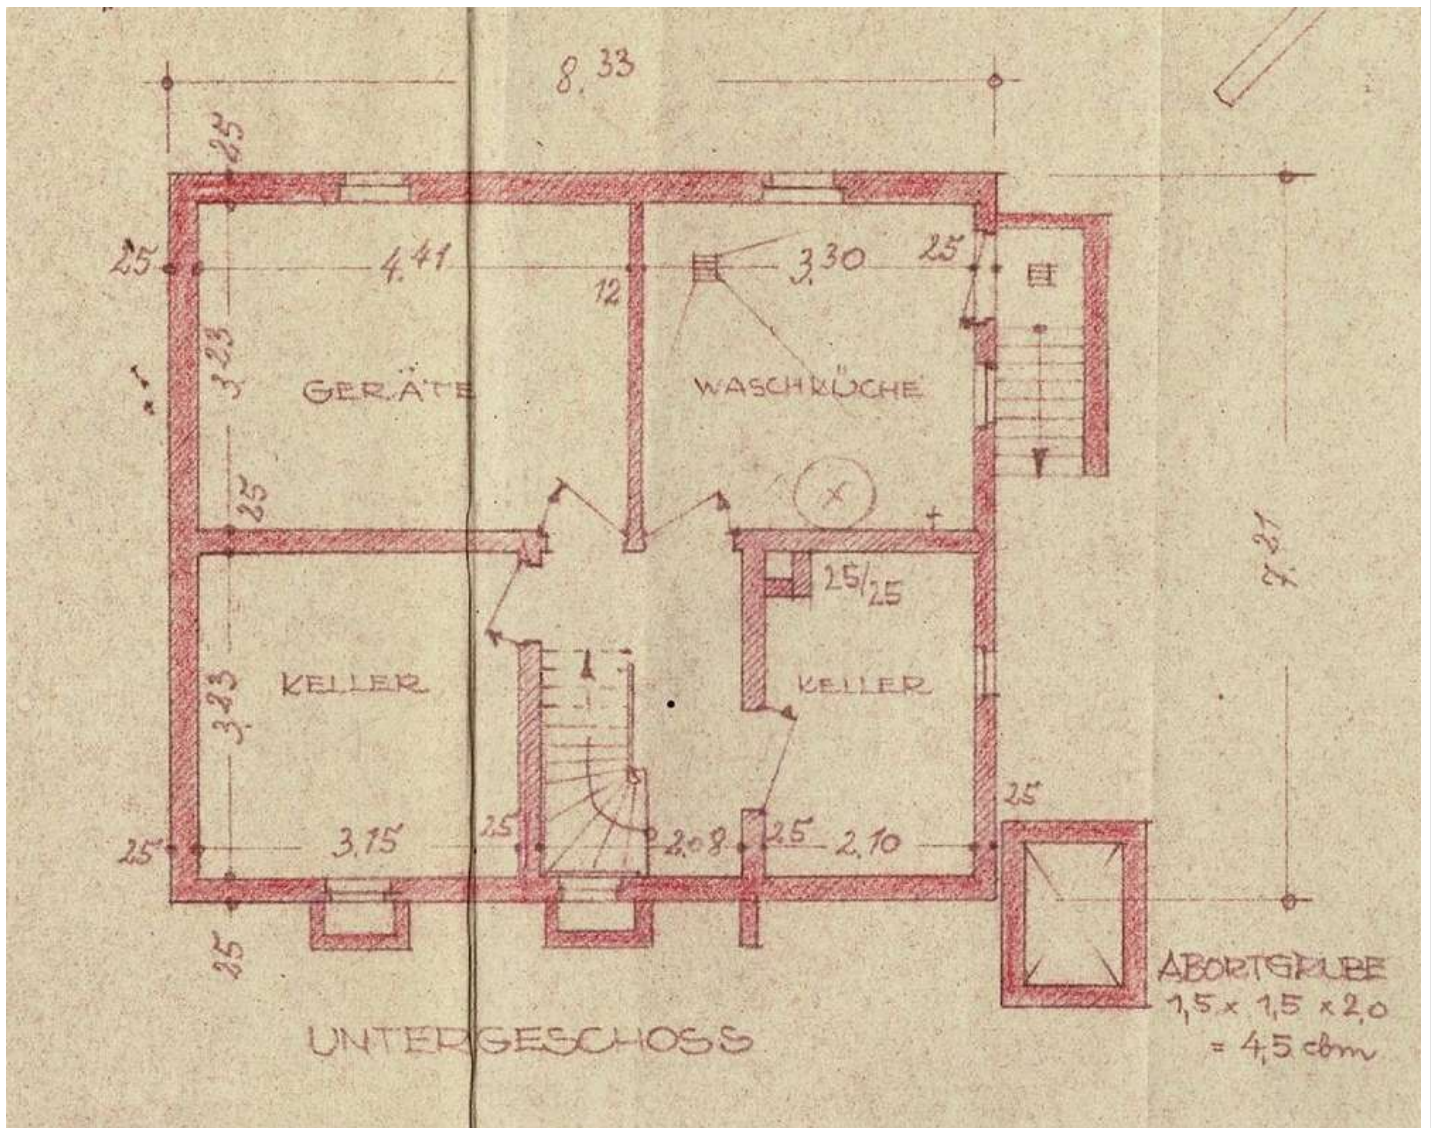 8.33
25
25
4.41
12
3.30
25
3.23
GERÄTE
WASCHKÜCHE
25
7.21
25/25
KELLER
3.23
KELLER
25
25
3.15
25
2.08
25
2.10
25
ABORTGRUBE
1,5 x 1,5 x 2,0
= 4,5 cbm
UNTERGESCHOSS